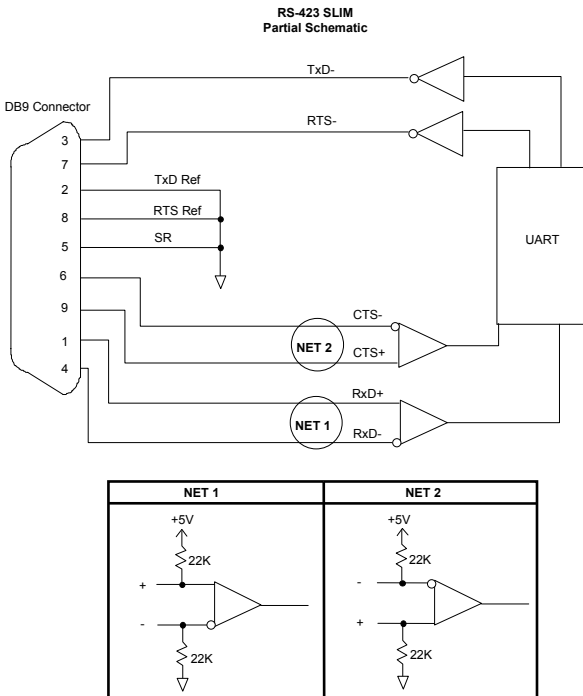 RS-423 SLIM
Partial Schematic
DB9 Connector
TxD-
RTS-
TxD Ref
RTS Ref
SR
3
7
2
8
5
6
9
1
4
UART
CTS-
CTS+
NET 2
RxD+
RxD-
NET 1
NET 1
NET 2
+5V
22K
+
-
22K
+5V
22K
-
+
22K